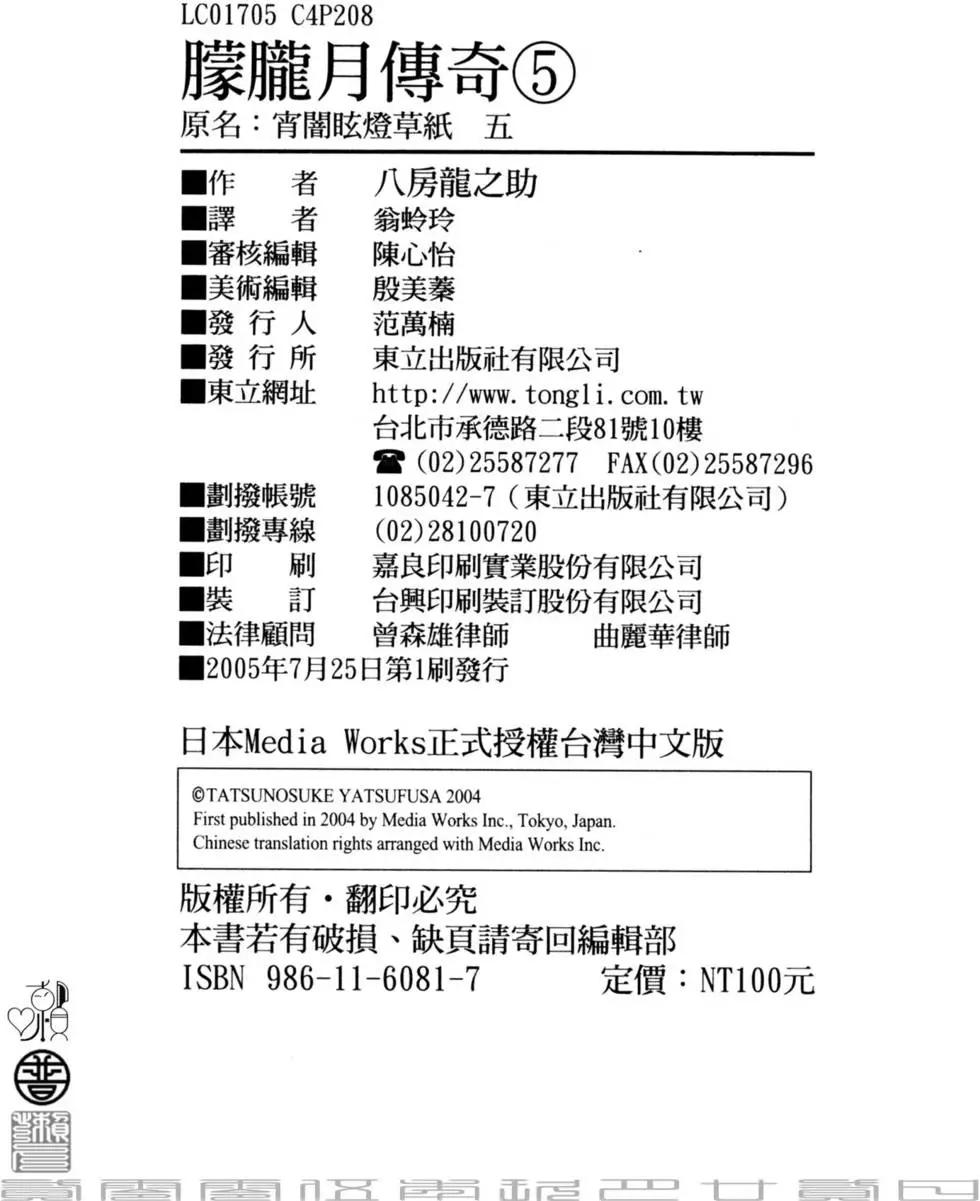 LC01705 C4P208
朦朧月傳奇⑤
原名：宵闇眩燈草紙　五
■作　者　八房龍之助
■譯　者　翁蛉玲
■審核編輯　陳心怡
■美術編輯　殷美蓁
■發行人　范萬楠
■發行所　東立出版社有限公司
■東立網址　http://www.tongli.com.tw
台北市承德路二段81號10樓
☎(02)25587277　FAX(02)25587296
■劃撥帳號　1085042-7（東立出版社有限公司）
■劃撥專線　(02)28100720
■印　刷　嘉良印刷實業股份有限公司
■裝　訂　台興印刷裝訂股份有限公司
■法律顧問　曾森雄律師　曲麗華律師
■2005年7月25日第1刷發行
日本Media Works正式授權台灣中文版
©TATSUNOSUKE YATSUFUSA 2004
First published in 2004 by Media Works Inc., Tokyo, Japan.
Chinese translation rights arranged with Media Works Inc.
版權所有・翻印必究
本書若有破損、缺頁請寄回編輯部
ISBN 986-11-6081-7　定價：NT100元